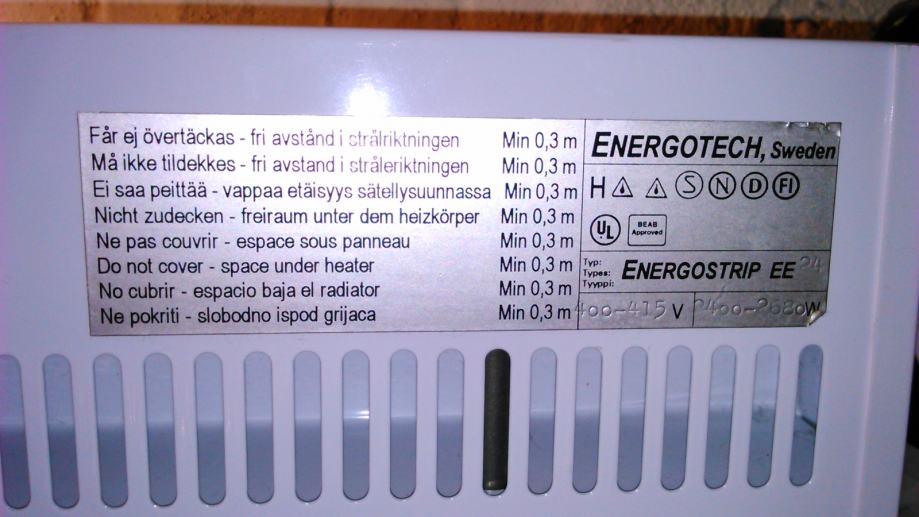 Får ej övertäckas - fri avstånd i strålriktningen Min 0,3 m
Må ikke tildekkes - fri avstand i stråleriktningen Min 0,3 m
Ei saa peittää - vappaa etäisyys sätellysuunnassa Min 0,3 m
Nicht zudecken - freiraum unter dem heizkörper Min 0,3 m
Ne pas couvrir - espace sous panneau Min 0,3 m
Do not cover - space under heater Min 0,3 m
No cubrir - espacio baja el radiator Min 0,3 m
Ne pokriti - slobodno ispod grijaca Min 0,3 m
ENERGOTECH, Sweden
H S N D FI
UL BEAB Approved
Typ:
Types:
Tyyppi:
ENERGOSTRIP EE 24
400-415 V 2400-2680W